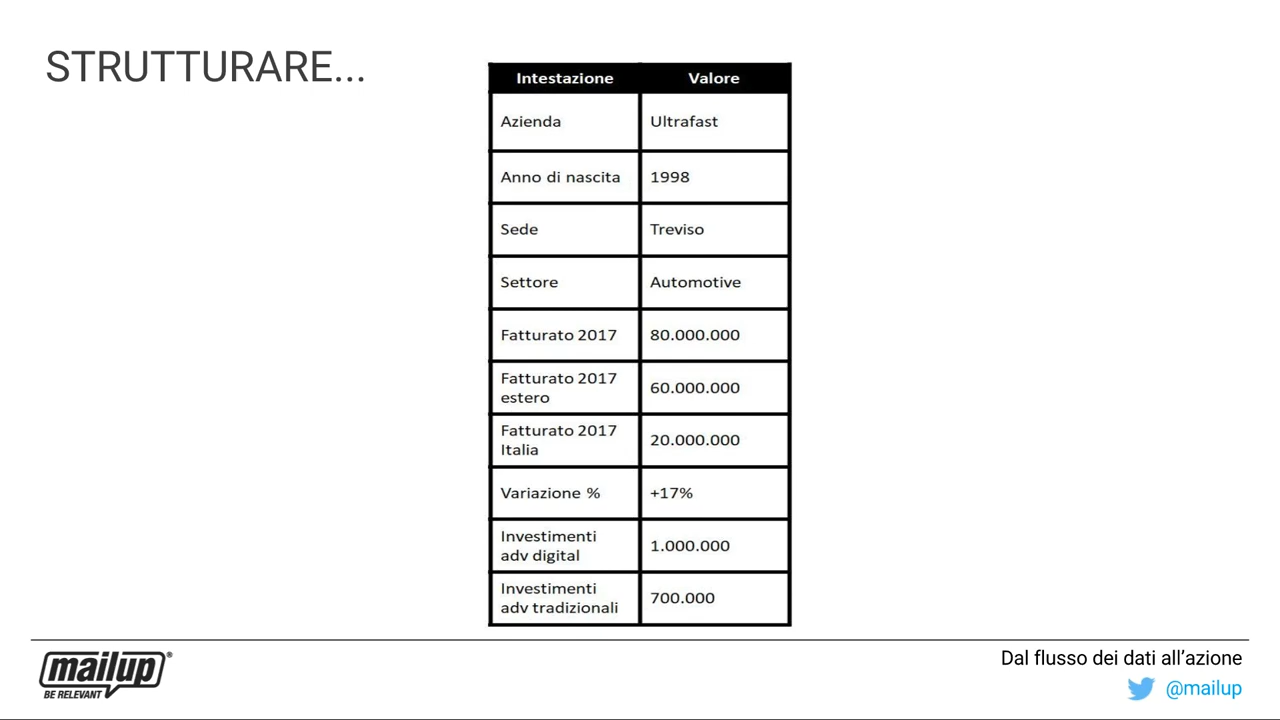 STRUTTURARE...
Intestazione Valore
Azienda Ultrafast
Anno di nascita 1998
Sede Treviso
Settore Automotive
Fatturato 2017 80.000.000
Fatturato 2017
estero 60.000.000
Fatturato 2017
Italia 20.000.000
Variazione % +17%
Investimenti
adv digital 1.000.000
Investimenti
adv tradizionali 700.000
mailup®
BE RELEVANT
Dal flusso dei dati all’azione
@mailup